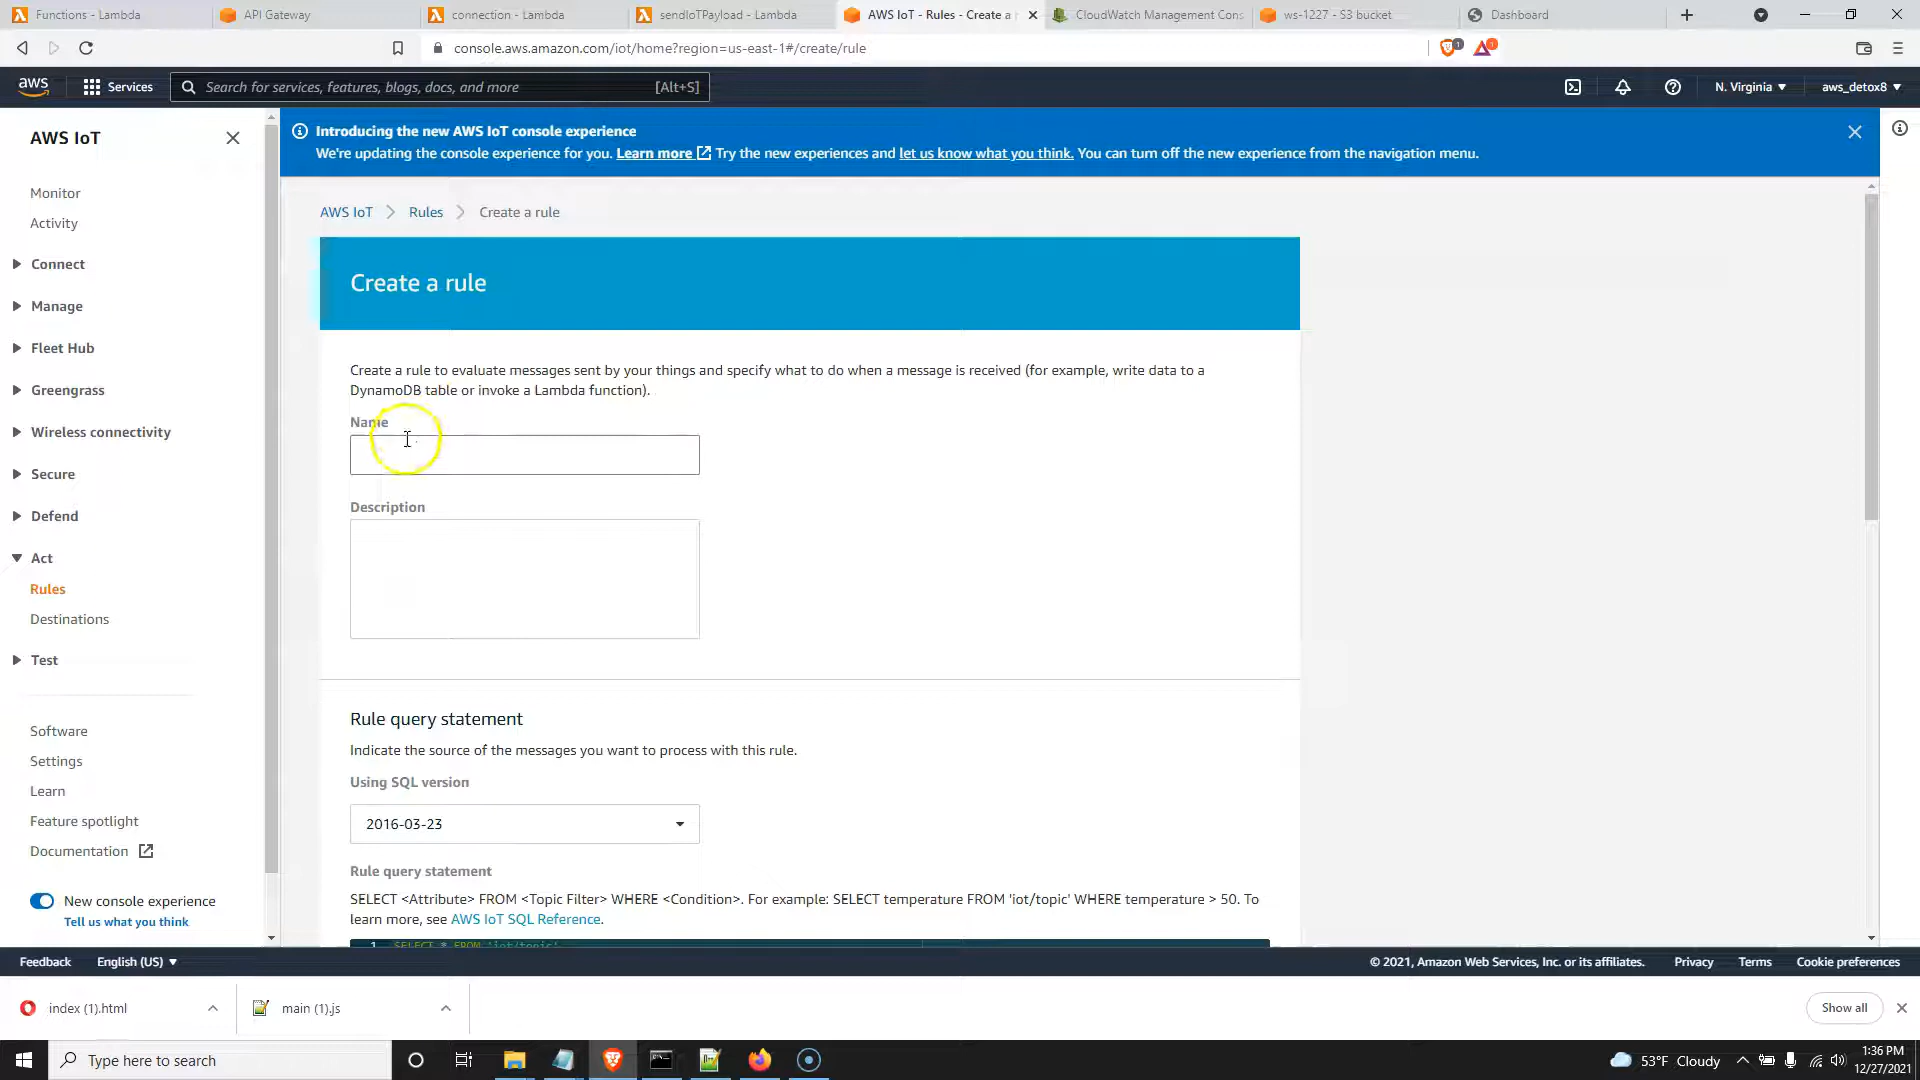 Functions - Lambda
API Gateway
connection - Lambda
sendIoTPayload - Lambda
AWS IoT - Rules - Create a r
CloudWatch Management Cons
ws-1227 - S3 bucket
Dashboard
console.aws.amazon.com/iot/home?region=us-east-1#/create/rule
1
1
aws
Services
Search for services, features, blogs, docs, and more
[Alt+S]
N. Virginia
aws_detox8
AWS IoT
Monitor
Activity
Connect
Manage
Fleet Hub
Greengrass
Wireless connectivity
Secure
Defend
Act
Rules
Destinations
Test
Software
Settings
Learn
Feature spotlight
Documentation
New console experience
Tell us what you think
Introducing the new AWS IoT console experience
We're updating the console experience for you. Learn more Try the new experiences and let us know what you think. You can turn off the new experience from the navigation menu.
AWS IoT
Rules
Create a rule
Create a rule
Create a rule to evaluate messages sent by your things and specify what to do when a message is received (for example, write data to a
DynamoDB table or invoke a Lambda function).
Name
Description
Rule query statement
Indicate the source of the messages you want to process with this rule.
Using SQL version
2016-03-23
Rule query statement
SELECT <Attribute> FROM <Topic Filter> WHERE <Condition>. For example: SELECT temperature FROM 'iot/topic' WHERE temperature > 50. To
learn more, see AWS IoT SQL Reference.
1 SELECT * FROM 'iot/topic'
Feedback
English (US)
© 2021, Amazon Web Services, Inc. or its affiliates.
Privacy
Terms
Cookie preferences
index (1).html
main (1).js
Show all
Type here to search
53°F Cloudy
1:36 PM
12/27/2021